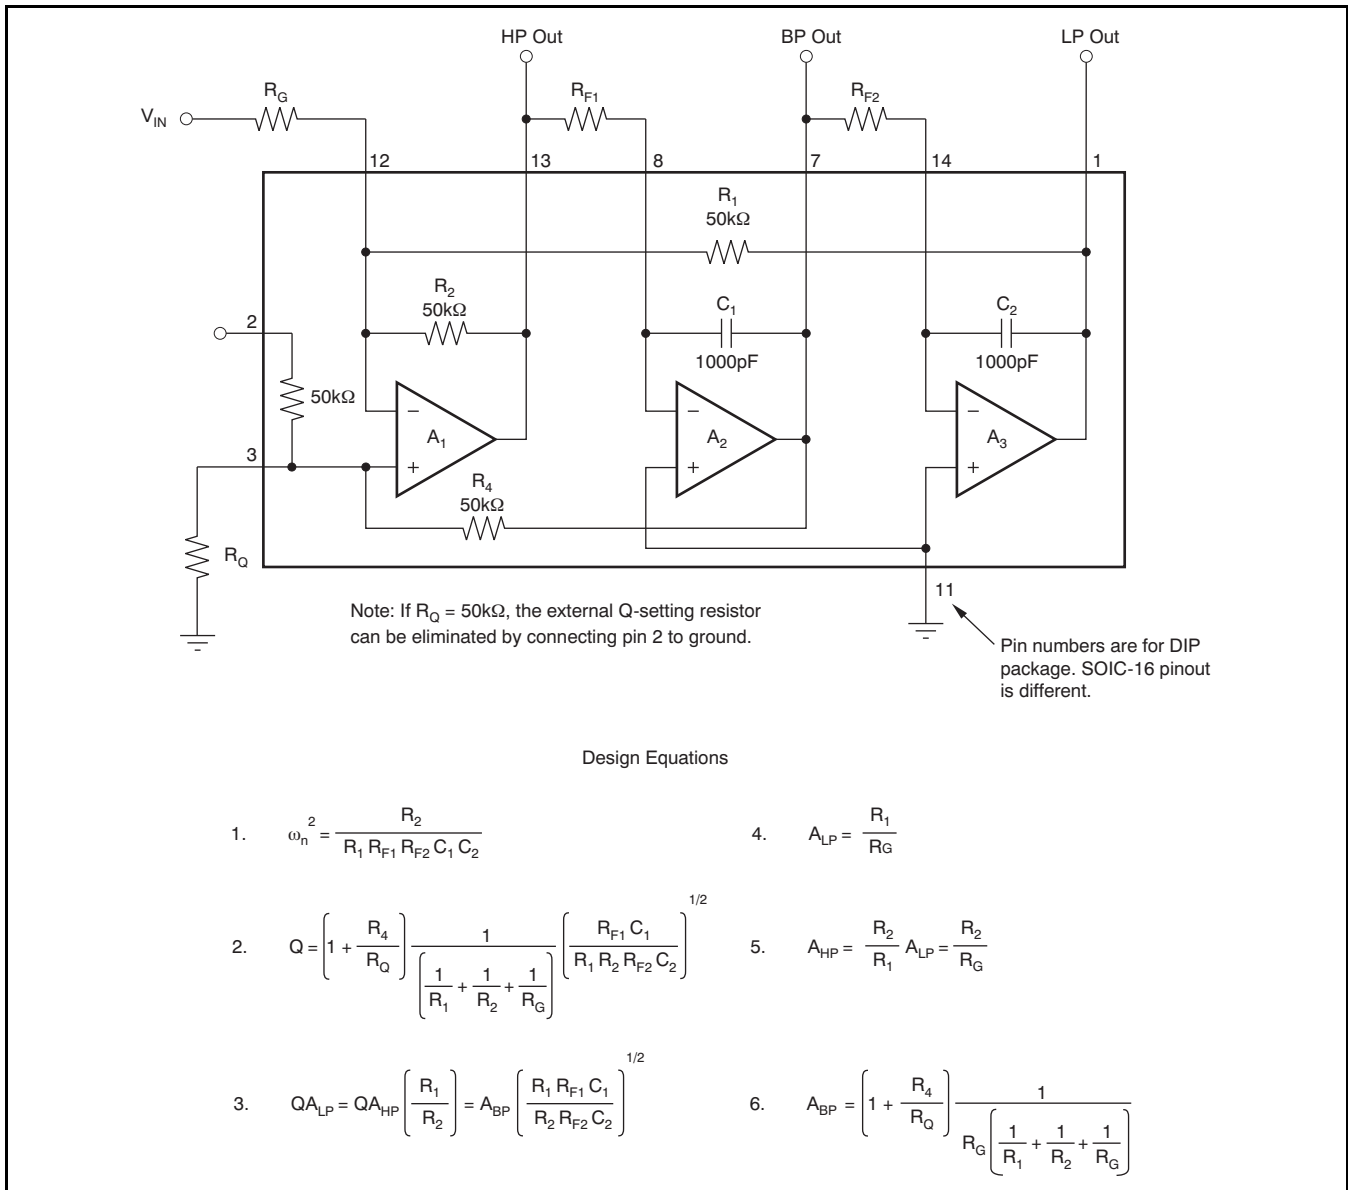 HP Out BP Out LP Out
V_IN R_G R_F1 R_F2
12 13 8 7 14 1
R_1
50kΩ
R_2
50kΩ
C_1
1000pF
C_2
1000pF
2
50kΩ
3
− A_1 +
− A_2 +
− A_3 +
R_4
50kΩ
R_Q
11
Note: If R_Q = 50kΩ, the external Q-setting resistor
can be eliminated by connecting pin 2 to ground.
Pin numbers are for DIP
package. SOIC-16 pinout
is different.
Design Equations
1. ω_n^2 = R_2 / (R_1 R_F1 R_F2 C_1 C_2)
2. Q = (1 + R_4 / R_Q) 1 / (1/R_1 + 1/R_2 + 1/R_G) (R_F1 C_1 / (R_1 R_2 R_F2 C_2))^1/2
3. QA_LP = QA_HP (R_1 / R_2) = A_BP (R_1 R_F1 C_1 / (R_2 R_F2 C_2))^1/2
4. A_LP = R_1 / RG
5. A_HP = R_2 / R_1 A_LP = R_2 / R_G
6. A_BP = (1 + R_4 / R_Q) 1 / (R_G (1/R_1 + 1/R_2 + 1/R_G))